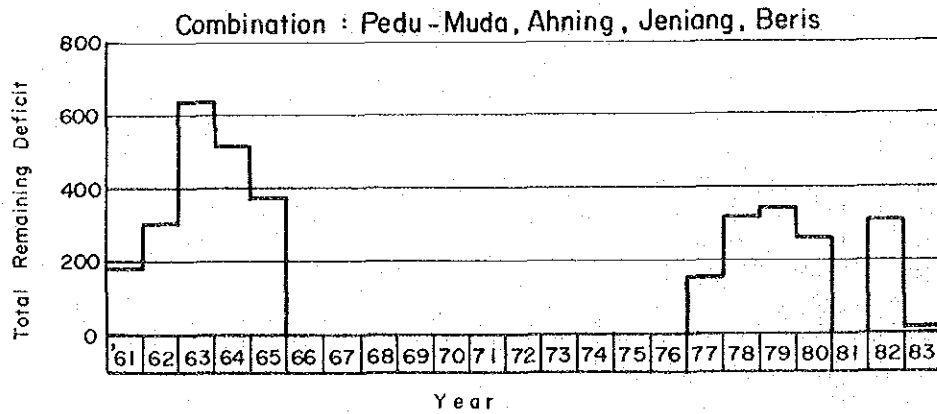 Combination : Pedu-Muda, Ahning, Jeniang, Beris
800
600
400
200
0
Total Remaining Deficit
'61 62 63 64 65 66 67 68 69 70 71 72 73 74 75 76 77 78 79 80 81 82 83
Year